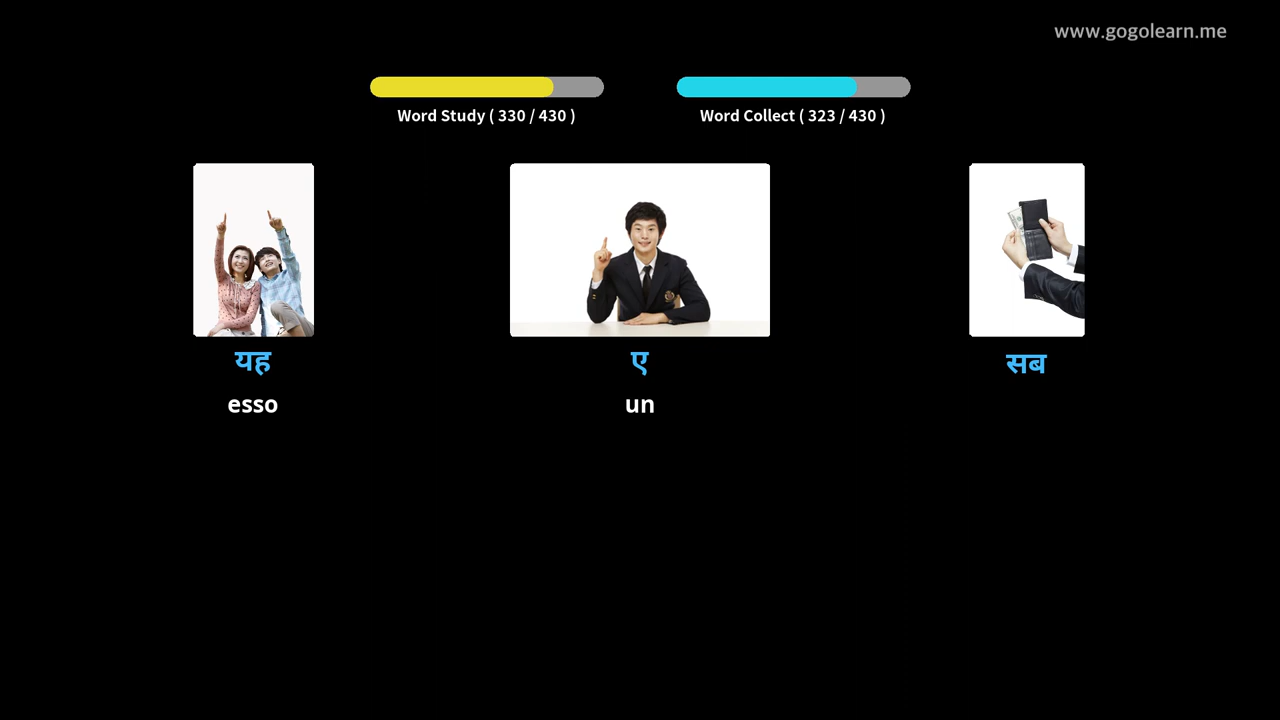 www.gogolearn.me
Word Study ( 330 / 430 )
Word Collect ( 323 / 430 )
यह
ए
सब
esso
un